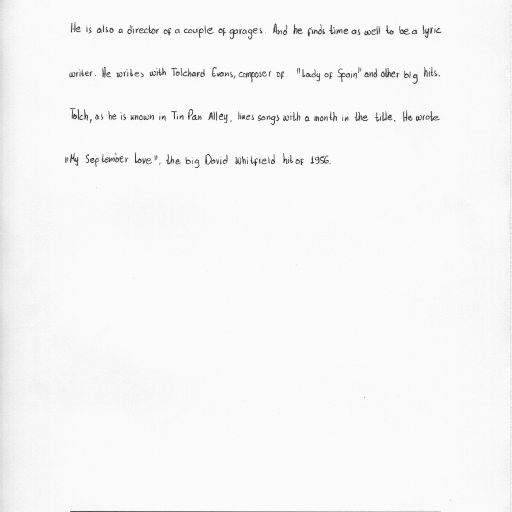 He is also a director of a couple of garages. And he finds time as well to be a lyric
writer. He writes with Tolchard Evans, composer of "Lady of Spain" and other big hits.
Tolch, as he is known in Tin Pan Alley, likes songs with a month in the title. He wrote
"My September Love", the big David Whitfield hit of 1956.